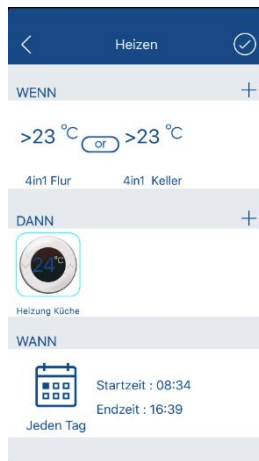 Heizen
WENN
>23 °C or >23 °C
4in1 Flur 4in1 Keller
DANN
24°C
Heizung Küche
WANN
Startzeit : 08:34
Endzeit : 16:39
Jeden Tag